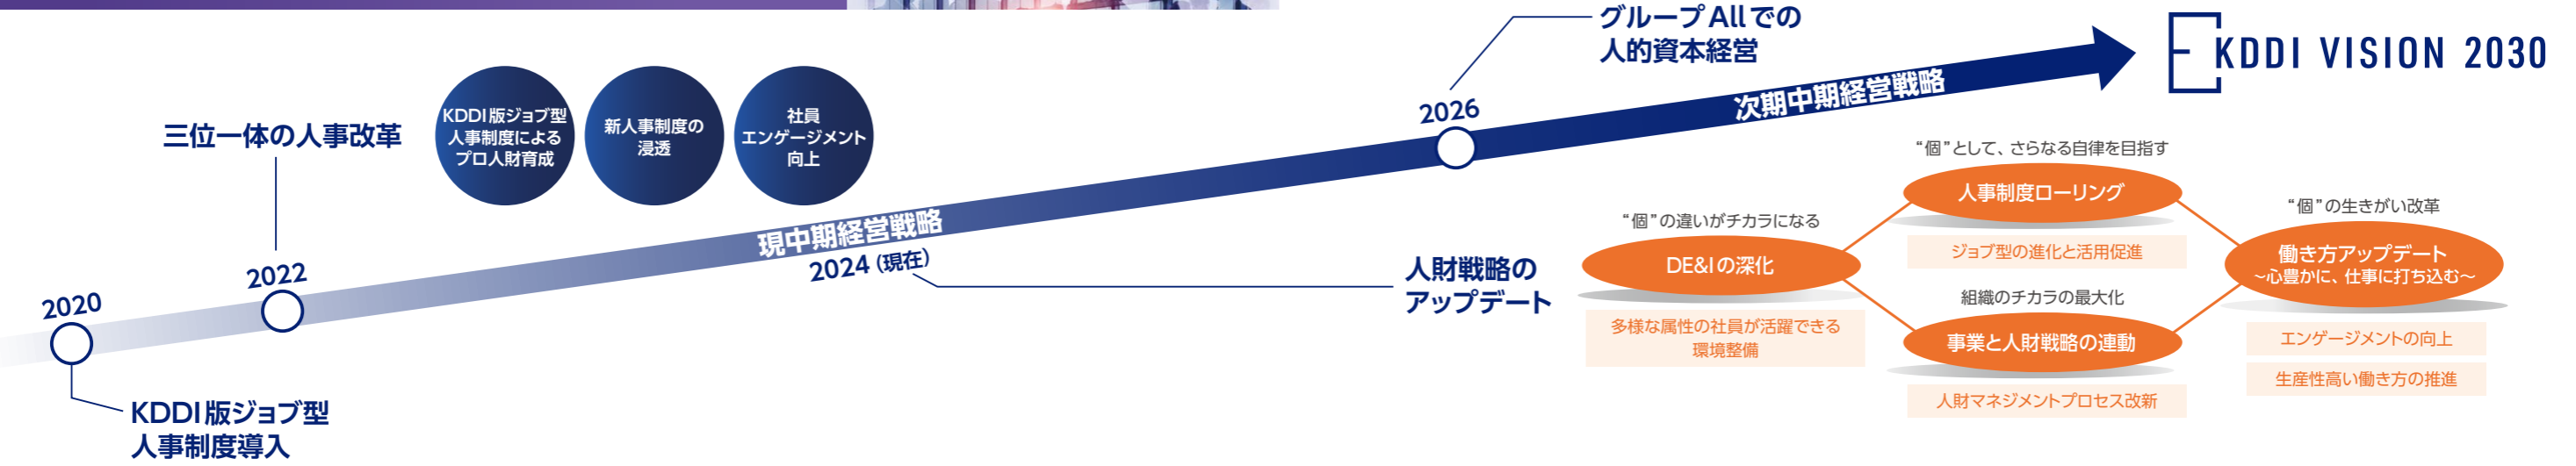 グループAllでの
人的資本経営
KDDI VISION 2030
三位一体の人事改革
KDDI版ジョブ型
人事制度による
プロ人財育成
新人事制度の
浸透
社員
エンゲージメント
向上
2020
2022
現中期経営戦略
2024（現在）
2026
次期中期経営戦略
KDDI版ジョブ型
人事制度導入
人財戦略の
アップデート
“個”の違いがチカラになる
DE&Iの深化
多様な属性の社員が活躍できる
環境整備
“個”として、さらなる自律を目指す
人事制度ローリング
ジョブ型の進化と活用促進
組織のチカラの最大化
事業と人財戦略の連動
人財マネジメントプロセス改新
“個”の生きがい改革
働き方アップデート
～心豊かに、仕事に打ち込む～
エンゲージメントの向上
生産性高い働き方の推進